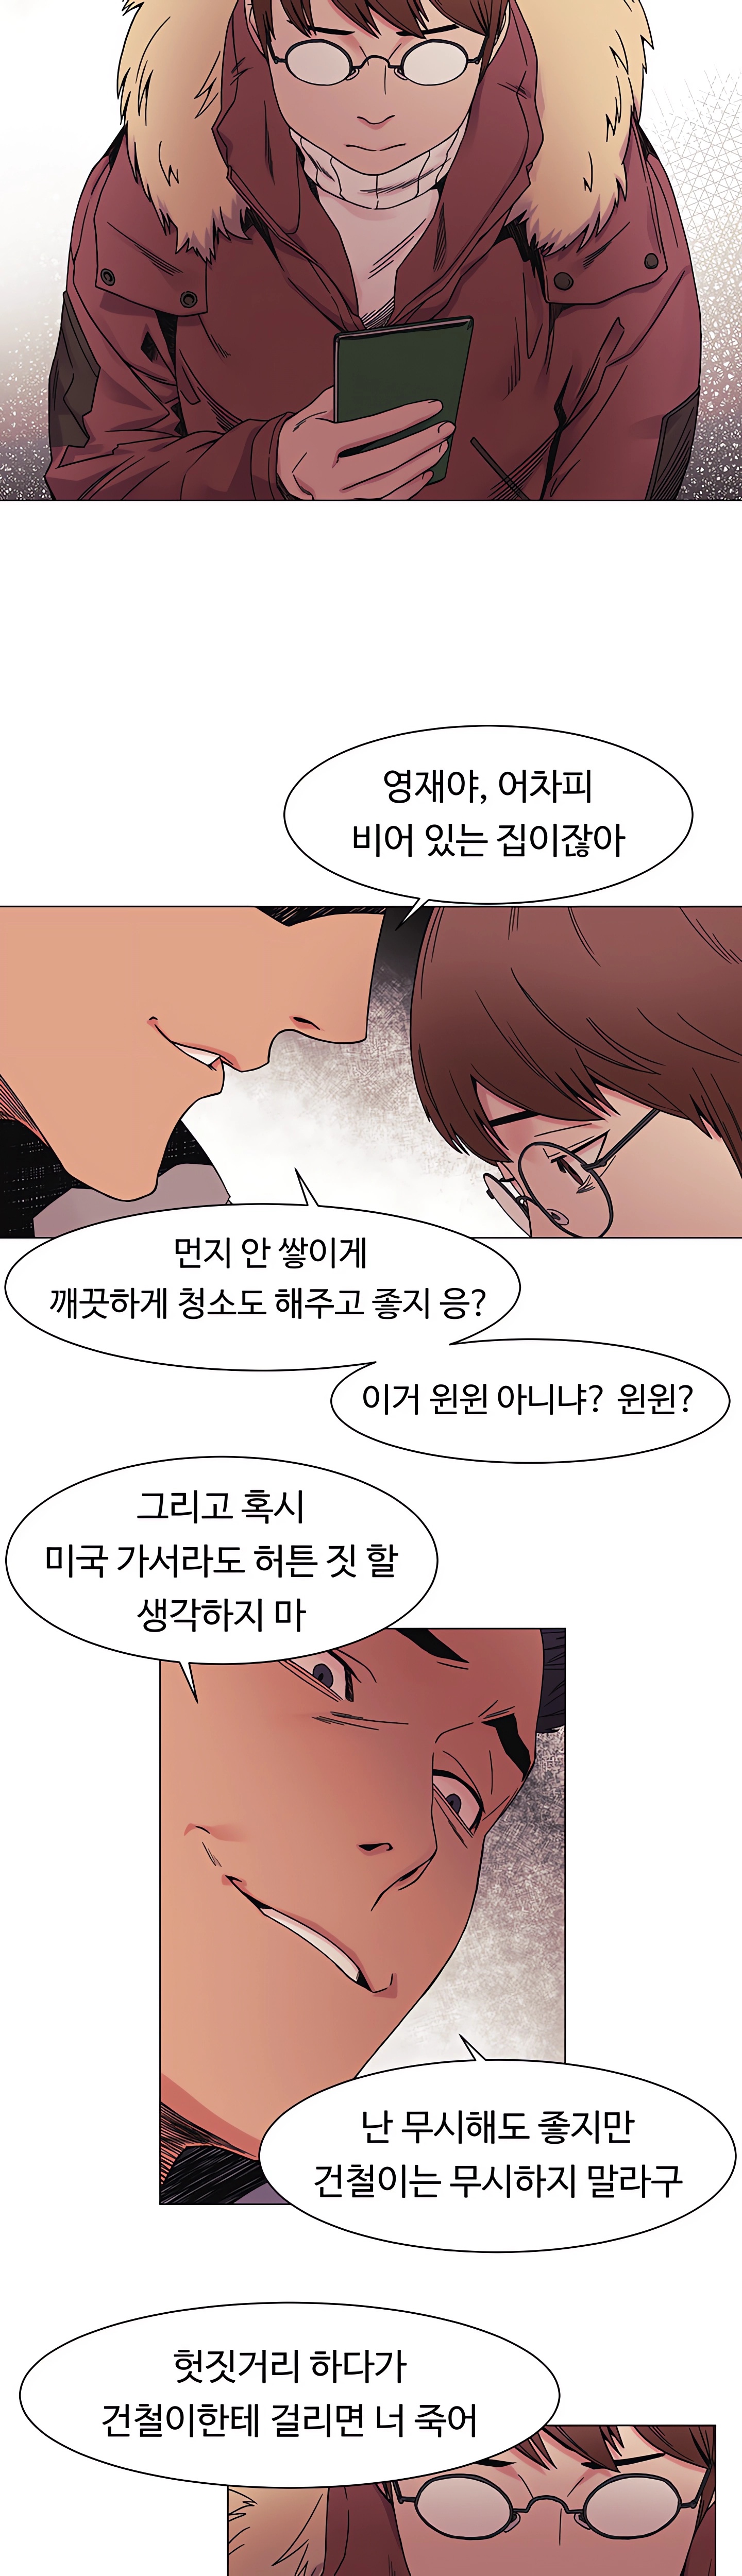 영재야, 어차피
비어 있는 집이잖아
먼지 안 쌓이게
깨끗하게 청소도 해주고 좋지 응?
이거 윈윈 아니냐? 윈윈?
그리고 혹시
미국 가서라도 허튼 짓 할
생각하지 마
난 무시해도 좋지만
건철이는 무시하지 말라구
헛짓거리 하다가
건철이한테 걸리면 너 죽어